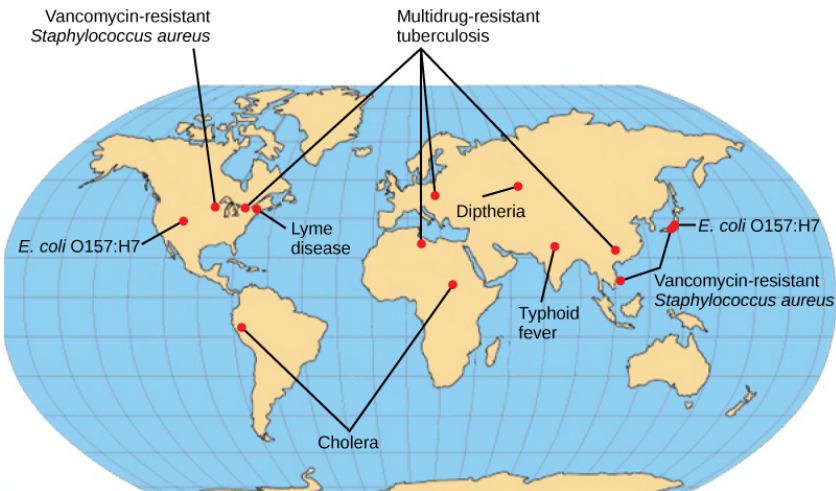 Vancomycin-resistant
Staphylococcus aureus
Multidrug-resistant
tuberculosis
E. coli O157:H7
Lyme
disease
Diptheria
E. coli O157:H7
Typhoid
fever
Vancomycin-resistant
Staphylococcus aureus
Cholera